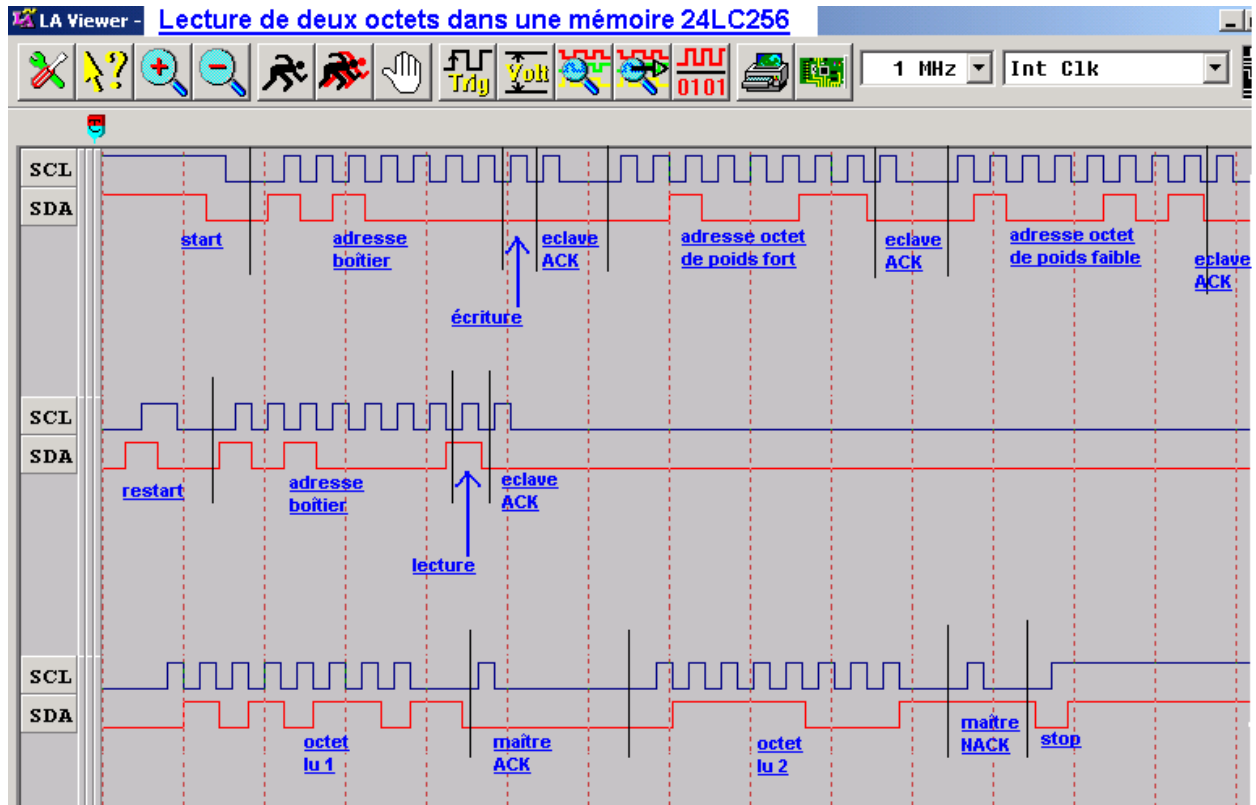 LA Viewer - Lecture de deux octets dans une mémoire 24LC256
Trig Volt 0101 1 MHz Int Clk
T
SCL
SDA
start
adresse
boîtier
eclave
ACK
adresse octet
de poids fort
eclave
ACK
adresse octet
de poids faible
eclave
ACK
écriture
SCL
SDA
restart
adresse
boîtier
eclave
ACK
lecture
SCL
SDA
octet
lu 1
maître
ACK
octet
lu 2
maître
NACK
stop